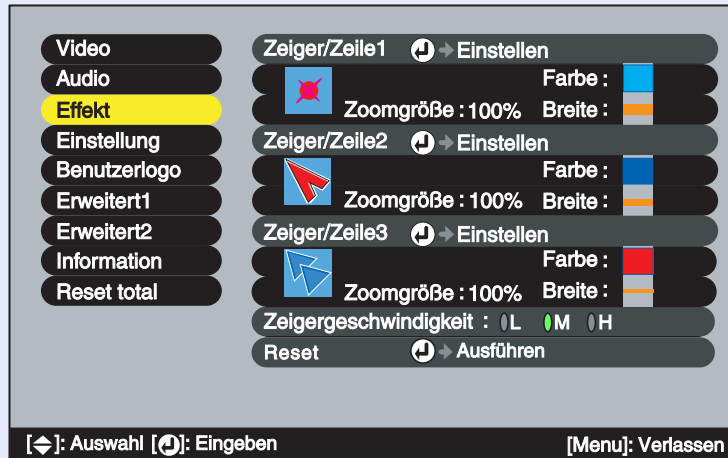 Video
Audio
Effekt
Einstellung
Benutzerlogo
Erweitert1
Erweitert2
Information
Reset total
Zeiger/Zeile1 Einstellen
Farbe :
Zoomgröße : 100% Breite :
Zeiger/Zeile2 Einstellen
Farbe :
Zoomgröße : 100% Breite :
Zeiger/Zeile3 Einstellen
Farbe :
Zoomgröße : 100% Breite :
Zeigergeschwindigkeit : L M H
Reset Ausführen
[ ]: Auswahl [ ]: Eingeben [Menu]: Verlassen